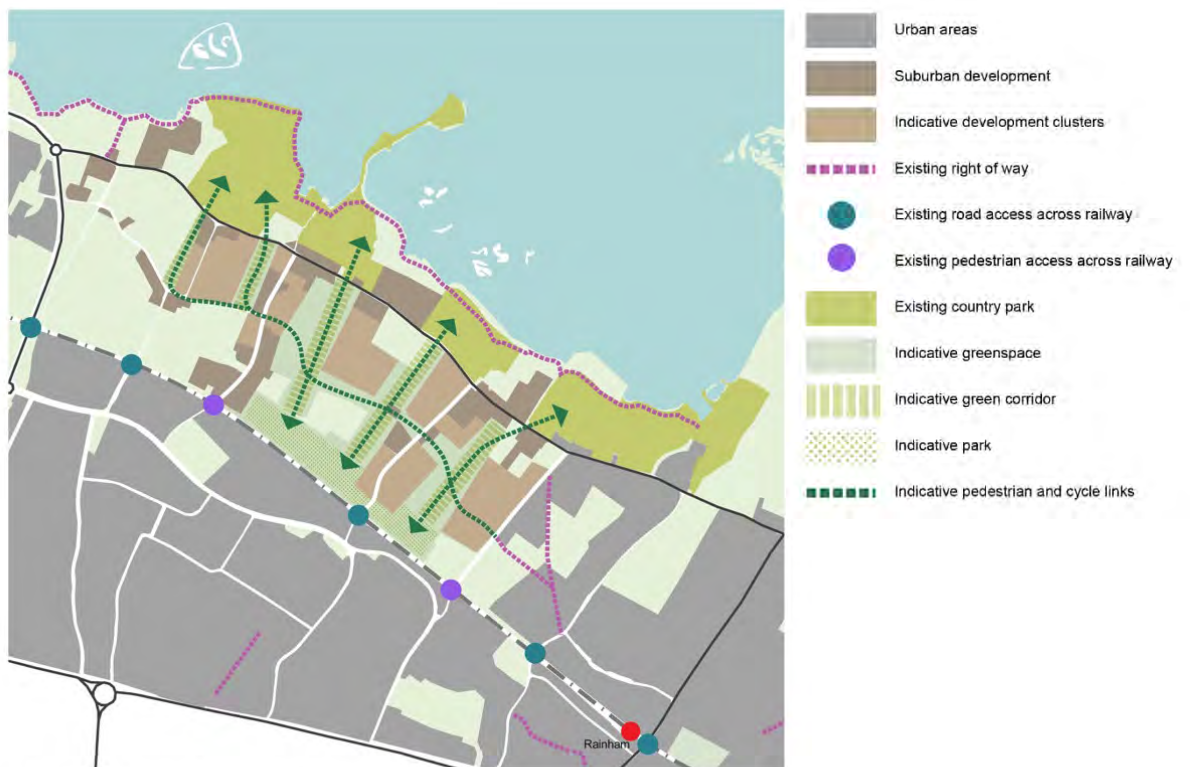 Urban areas
Suburban development
Indicative development clusters
Existing right of way
Existing road access across railway
Existing pedestrian access across railway
Existing country park
Indicative greenspace
Indicative green corridor
Indicative park
Indicative pedestrian and cycle links
Rainham